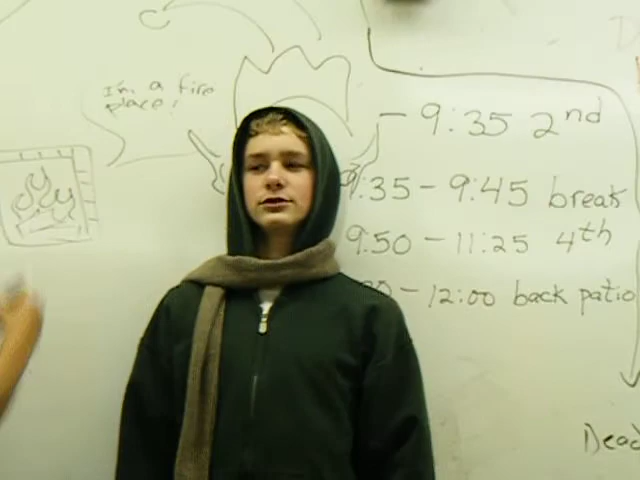 I'm a fire
place!
- 9:35 2nd
9:35 - 9:45 break
9:50 - 11:25 4th
- 12:00 back patio